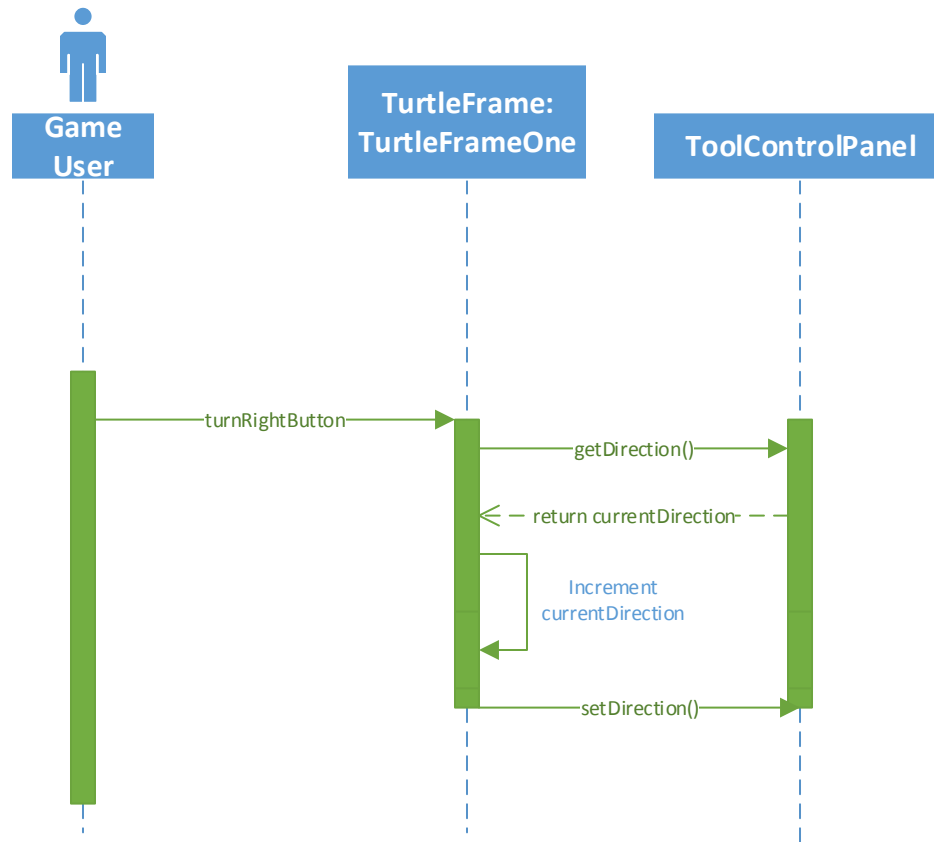 Game
User
TurtleFrame:
TurtleFrameOne
ToolControlPanel
turnRightButton
getDirection()
return currentDirection
Increment
currentDirection
setDirection()